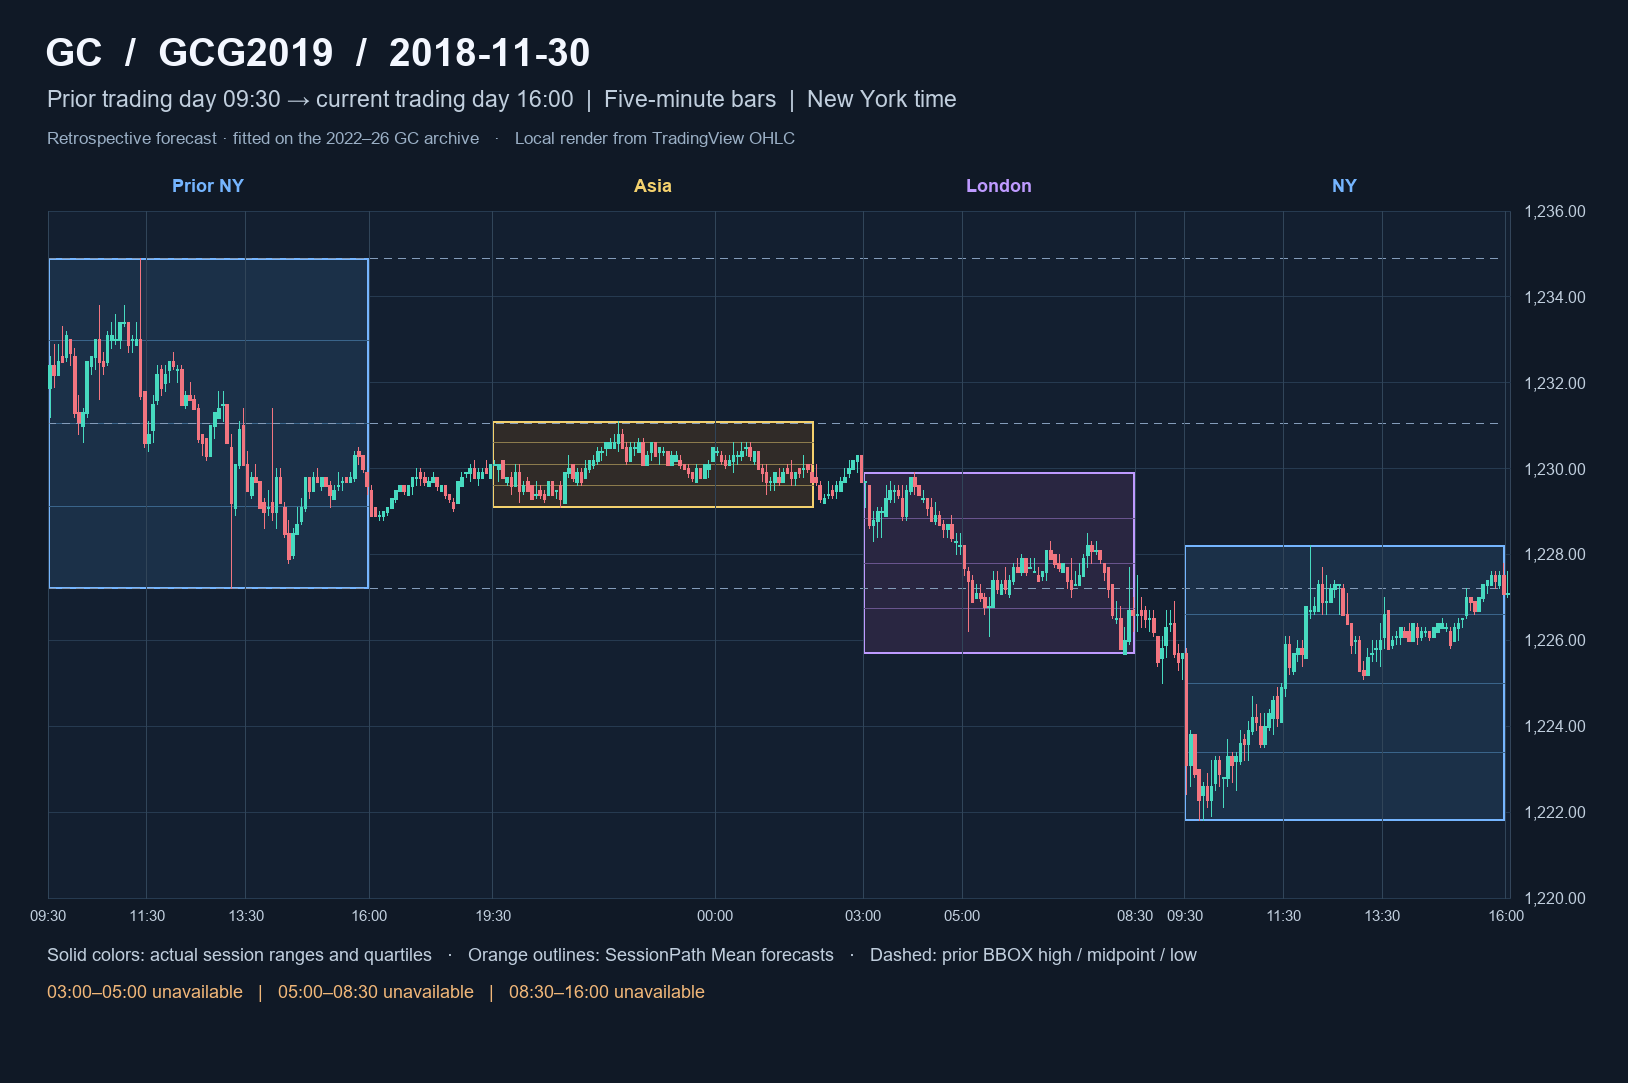 GC / GCG2019 / 2018-11-30
Prior trading day 09:30 → current trading day 16:00 | Five-minute bars | New York time
Retrospective forecast · fitted on the 2022–26 GC archive · Local render from TradingView OHLC
Prior NY Asia London NY
1,236.00
1,234.00
1,232.00
1,230.00
1,228.00
1,226.00
1,224.00
1,222.00
1,220.00
09:30 11:30 13:30 16:00 19:30 00:00 03:00 05:00 08:30 09:30 11:30 13:30 16:00
Solid colors: actual session ranges and quartiles · Orange outlines: SessionPath Mean forecasts · Dashed: prior BBOX high / midpoint / low
03:00–05:00 unavailable | 05:00–08:30 unavailable | 08:30–16:00 unavailable